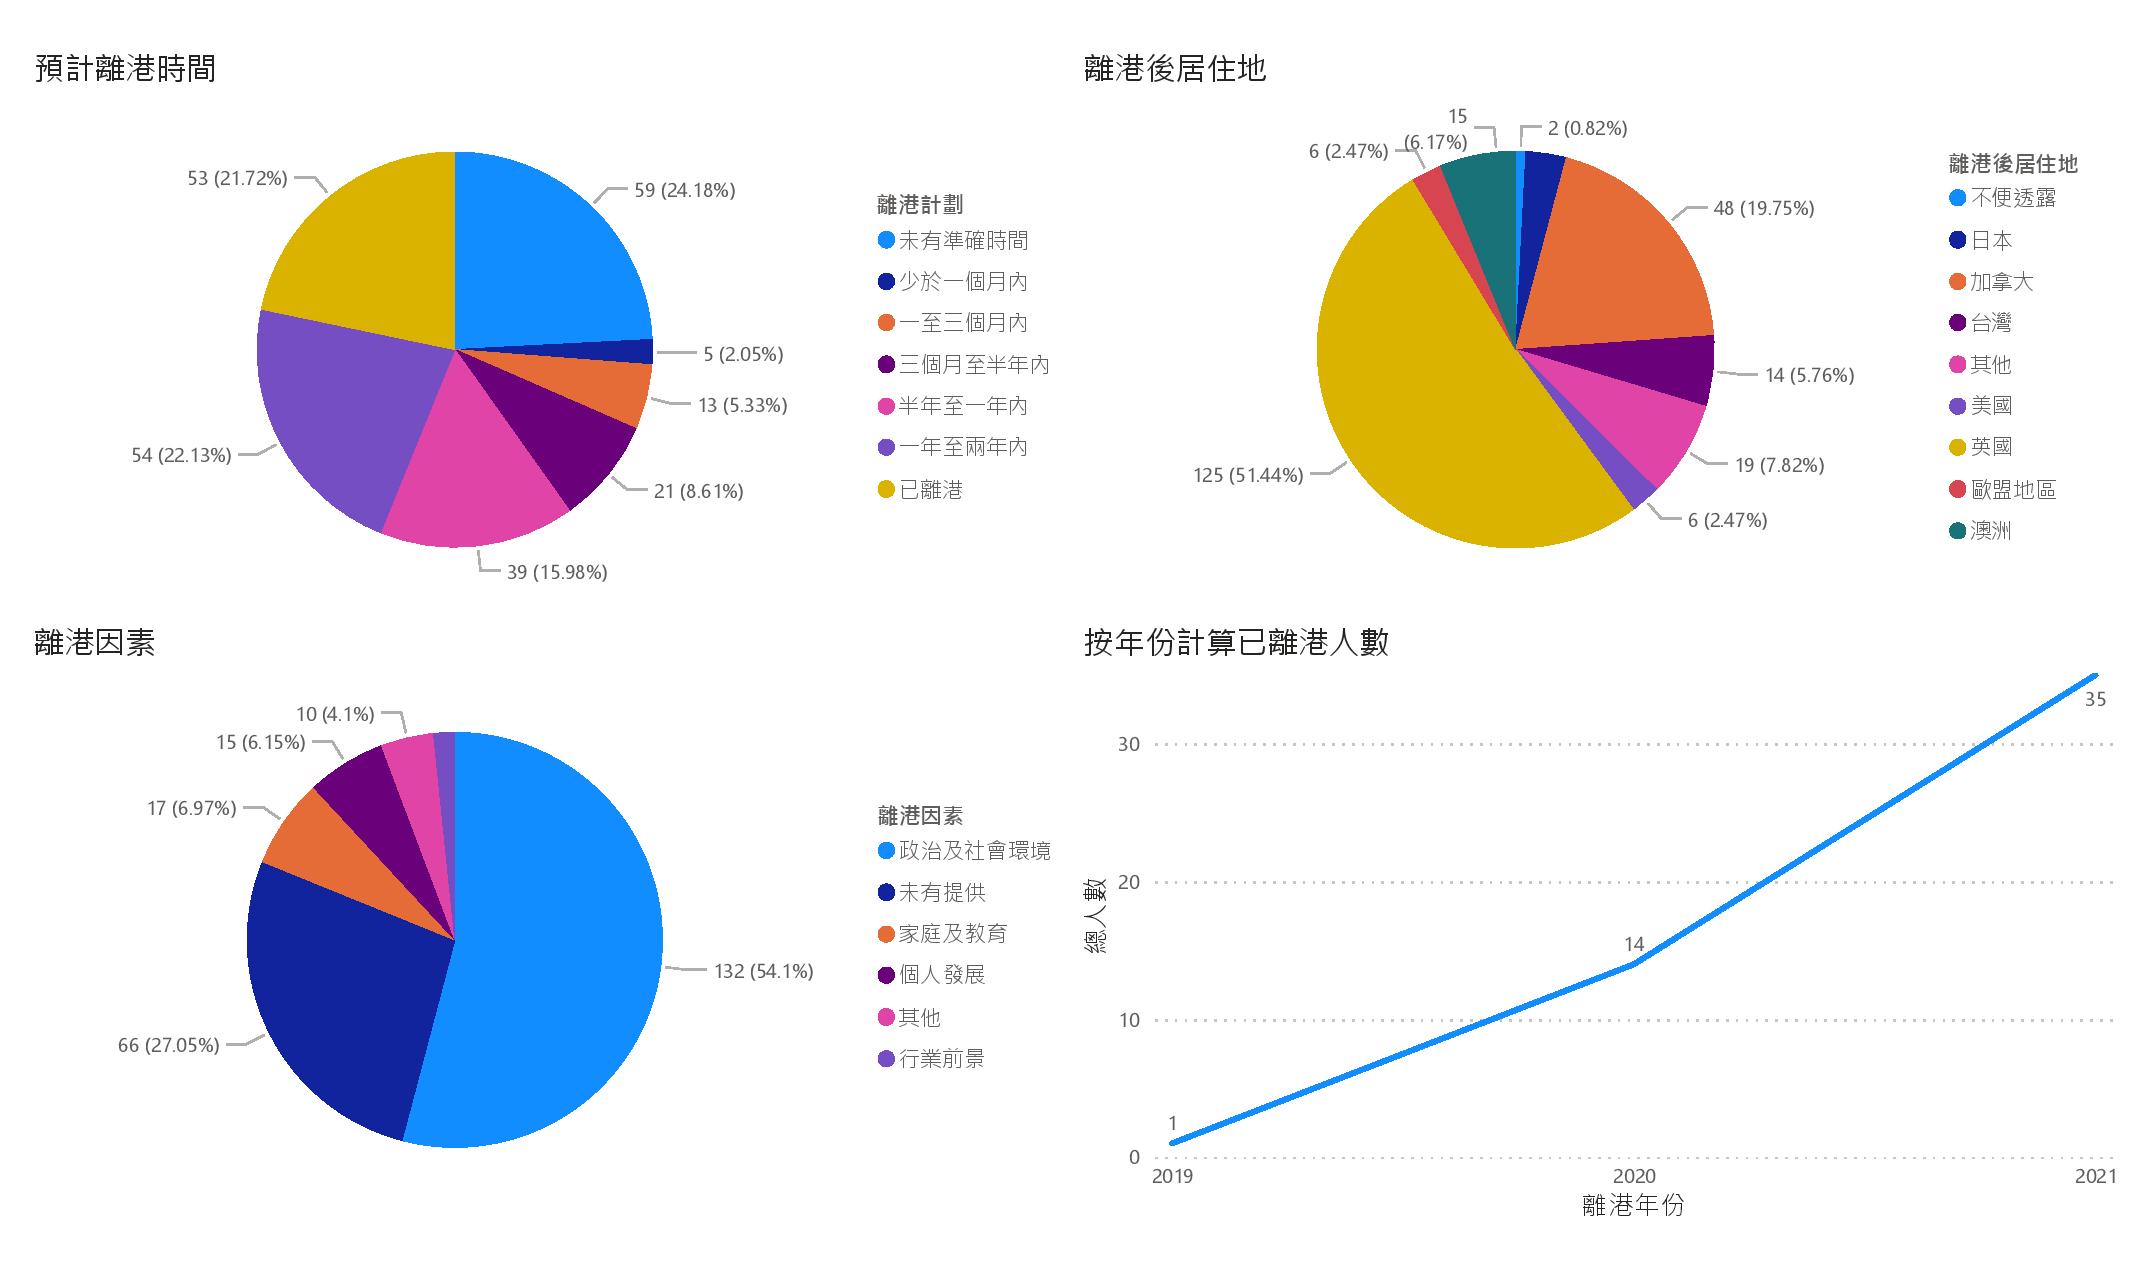 預計離港時間
53 (21.72%)
59 (24.18%)
5 (2.05%)
13 (5.33%)
54 (22.13%)
21 (8.61%)
39 (15.98%)
離港計劃
未有準確時間
少於一個月內
一至三個月內
三個月至半年內
半年至一年內
一年至兩年內
已離港
離港後居住地
15
(6.17%)
2 (0.82%)
6 (2.47%)
48 (19.75%)
14 (5.76%)
125 (51.44%)
19 (7.82%)
6 (2.47%)
離港後居住地
不便透露
日本
加拿大
台灣
其他
美國
英國
歐盟地區
澳洲
離港因素
10 (4.1%)
15 (6.15%)
17 (6.97%)
132 (54.1%)
66 (27.05%)
離港因素
政治及社會環境
未有提供
家庭及教育
個人發展
其他
行業前景
按年份計算已離港人數
35
30
20
14
10
1
0
總人數
2019
2020
2021
離港年份